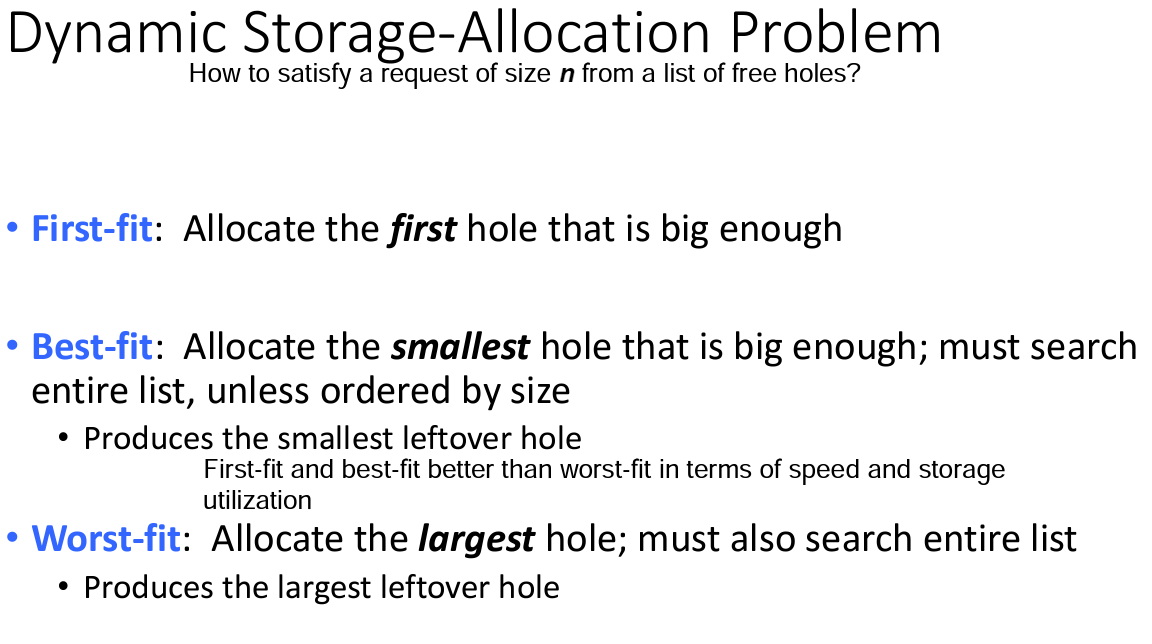 Dynamic Storage-Allocation Problem
How to satisfy a request of size n from a list of free holes?
• First-fit:  Allocate the first hole that is big enough
• Best-fit:  Allocate the smallest hole that is big enough; must search
entire list, unless ordered by size
• Produces the smallest leftover hole
First-fit and best-fit better than worst-fit in terms of speed and storage
utilization
• Worst-fit:  Allocate the largest hole; must also search entire list
• Produces the largest leftover hole